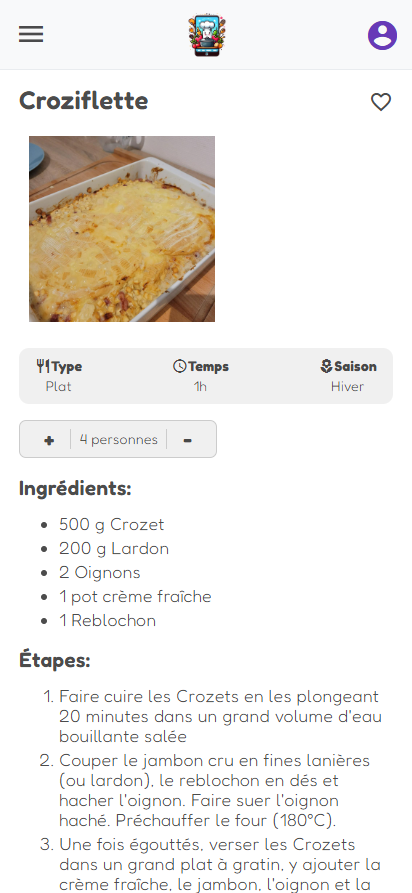 Croziflette
Type
Temps
Saison
Plat
1h
Hiver
+ 4 personnes -
Ingrédients:
500 g Crozet
200 g Lardon
2 Oignons
1 pot crème fraîche
1 Reblochon
Étapes:
1. Faire cuire les Crozets en les plongeant
20 minutes dans un grand volume d'eau
bouillante salée
2. Couper le jambon cru en fines lanières
(ou lardon), le reblochon en dés et
hacher l'oignon. Faire suer l'oignon
haché. Préchauffer le four (180°C).
3. Une fois égouttés, verser les Crozets
dans un grand plat à gratin, y ajouter la
crème fraîche, le jambon, l'oignon et la